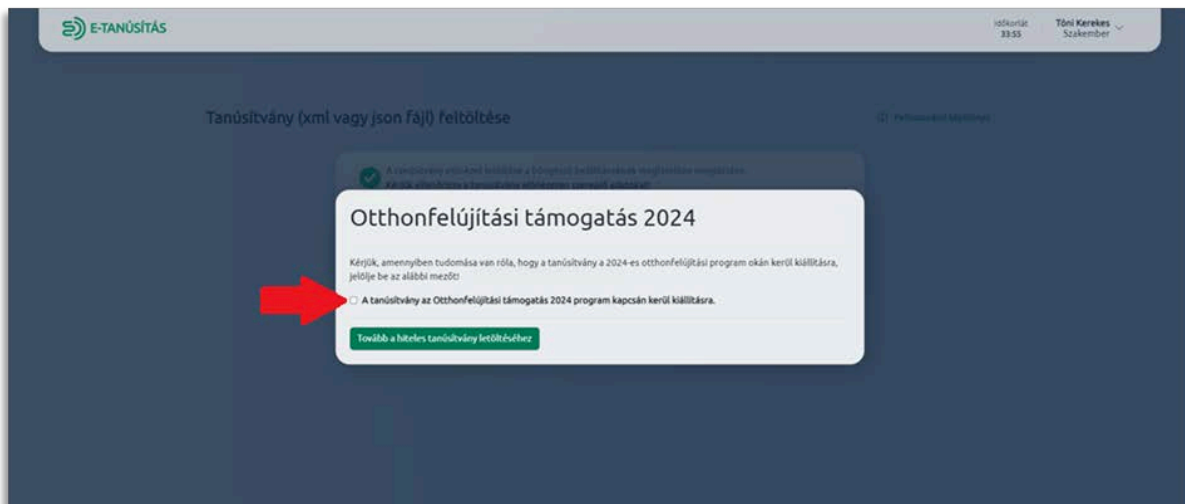 E-TANÚSÍTÁS
Időkorlát
33:55
Tóni Kerekes
Szakember
Tanúsítvány (xml vagy json fájl) feltöltése
Otthonfelújítási támogatás 2024
Kérjük, amennyiben tudomása van róla, hogy a tanúsítvány a 2024-es otthonfelújítási program okán kerül kiállításra,
jelölje be az alábbi mezőt!
A tanúsítvány az Otthonfelújítási támogatás 2024 program kapcsán kerül kiállításra.
Tovább a hiteles tanúsítvány letöltéséhez